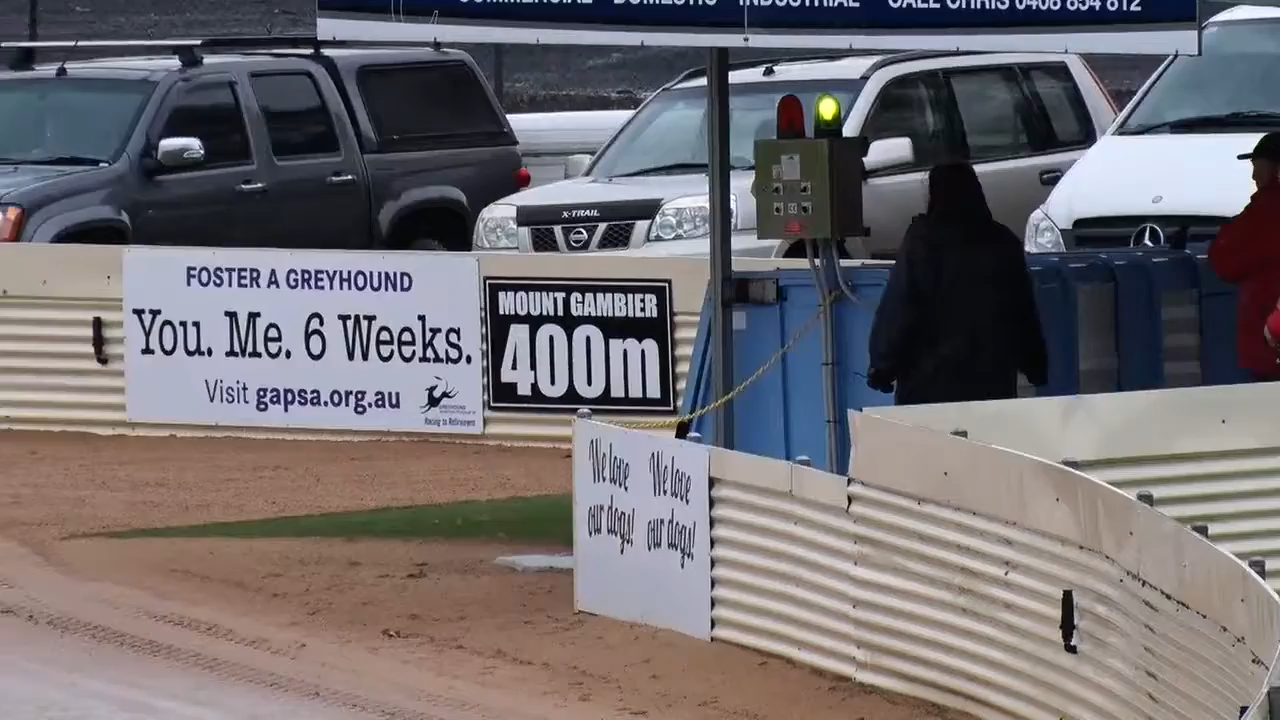 COMMERCIAL DOMESTIC INDUSTRIAL CALL CHRIS 0408 854 812
X-TRAIL
FOSTER A GREYHOUND
You. Me. 6 Weeks.
Visit gapsa.org.au
GREYHOUND
Racing to Retirement
MOUNT GAMBIER
400m
We love
our dogs!
We love
our dogs!